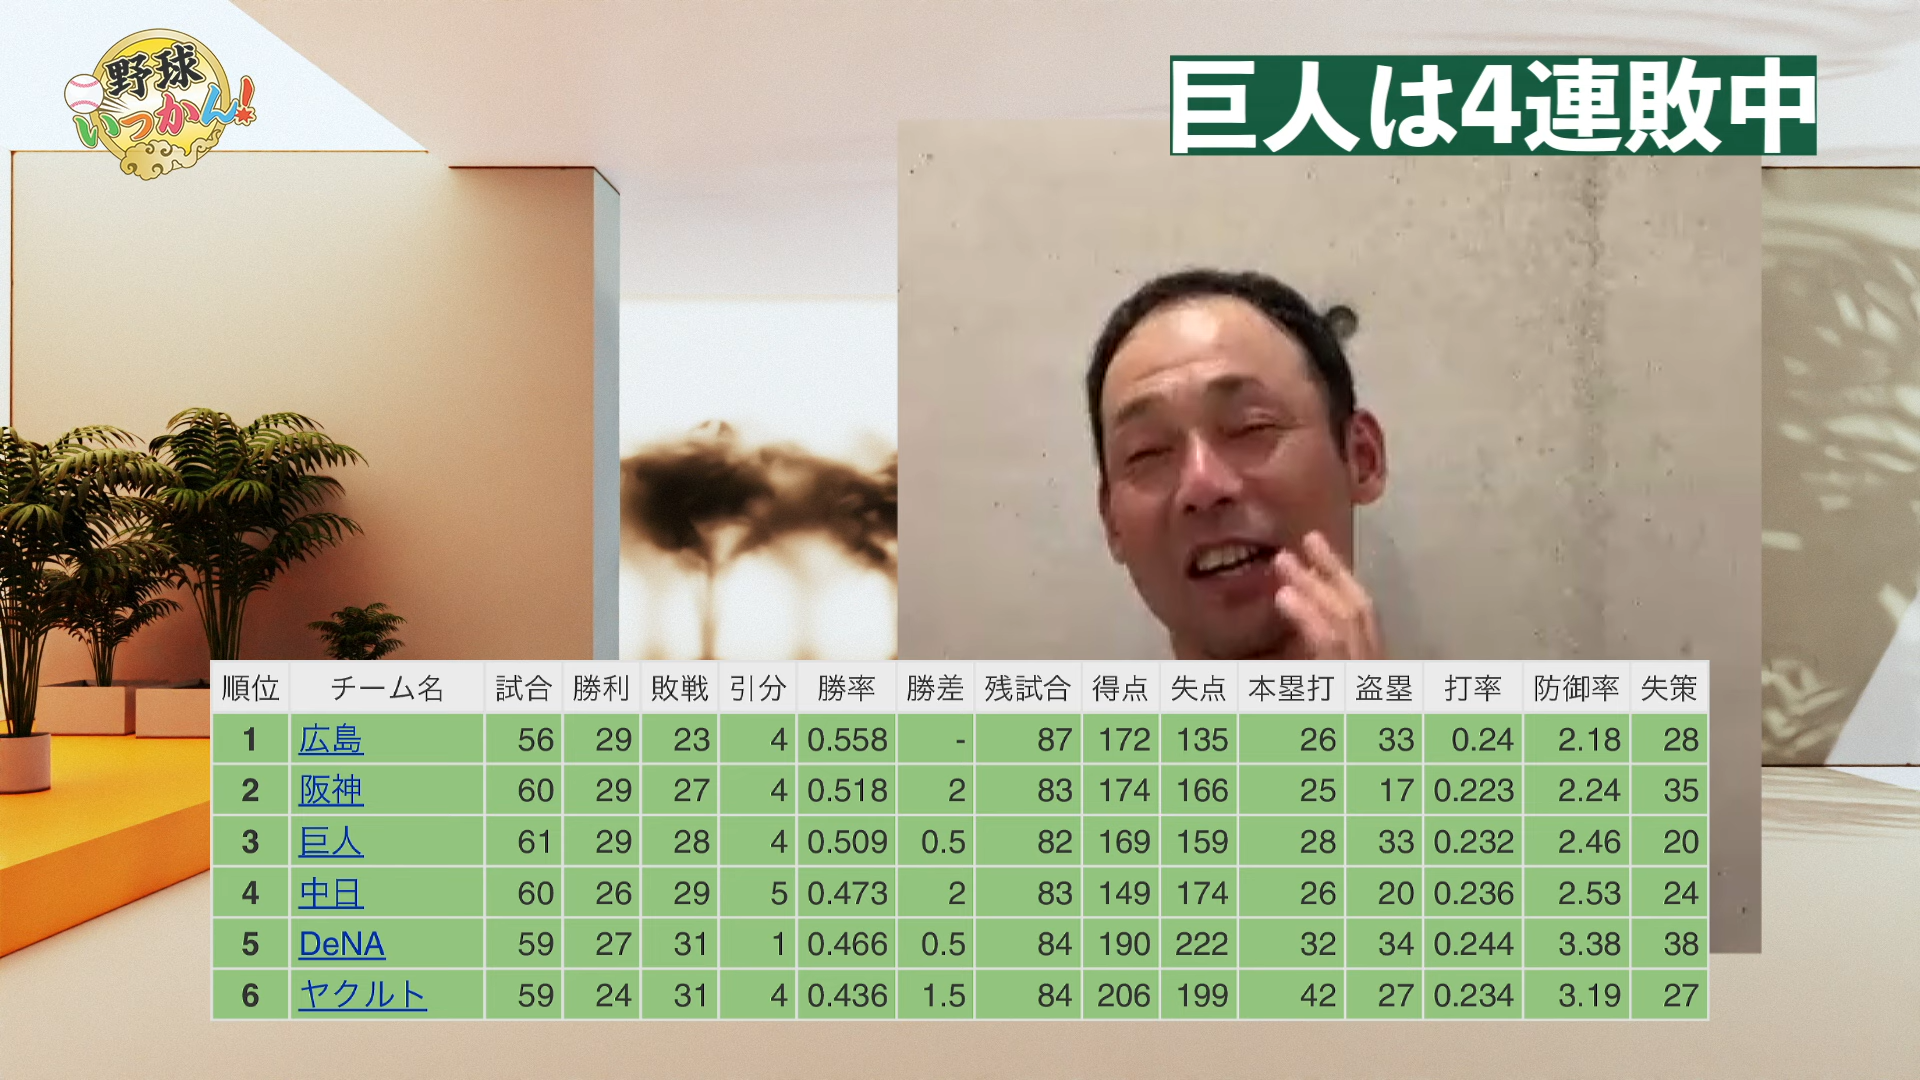 野球
いっかん!
巨人は4連敗中
順位 チーム名 試合 勝利 敗戦 引分 勝率 勝差 残試合 得点 失点 本塁打 盗塁 打率 防御率 失策
1 広島 56 29 23 4 0.558 - 87 172 135 26 33 0.24 2.18 28
2 阪神 60 29 27 4 0.518 2 83 174 166 25 17 0.223 2.24 35
3 巨人 61 29 28 4 0.509 0.5 82 169 159 28 33 0.232 2.46 20
4 中日 60 26 29 5 0.473 2 83 149 174 26 20 0.236 2.53 24
5 DeNA 59 27 31 1 0.466 0.5 84 190 222 32 34 0.244 3.38 38
6 ヤクルト 59 24 31 4 0.436 1.5 84 206 199 42 27 0.234 3.19 27